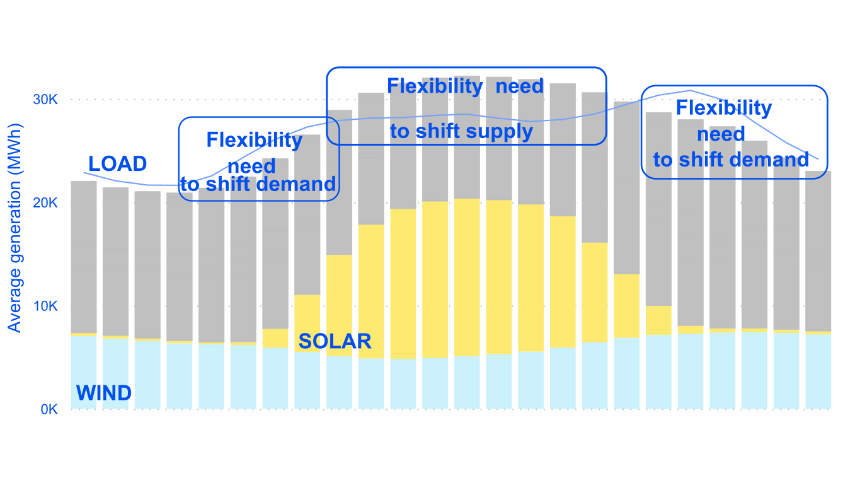 Flexibility need
to shift supply
Flexibility
need
to shift demand
Flexibility
need
to shift demand
LOAD
SOLAR
WIND
Average generation (MWh)
30K
20K
10K
0K